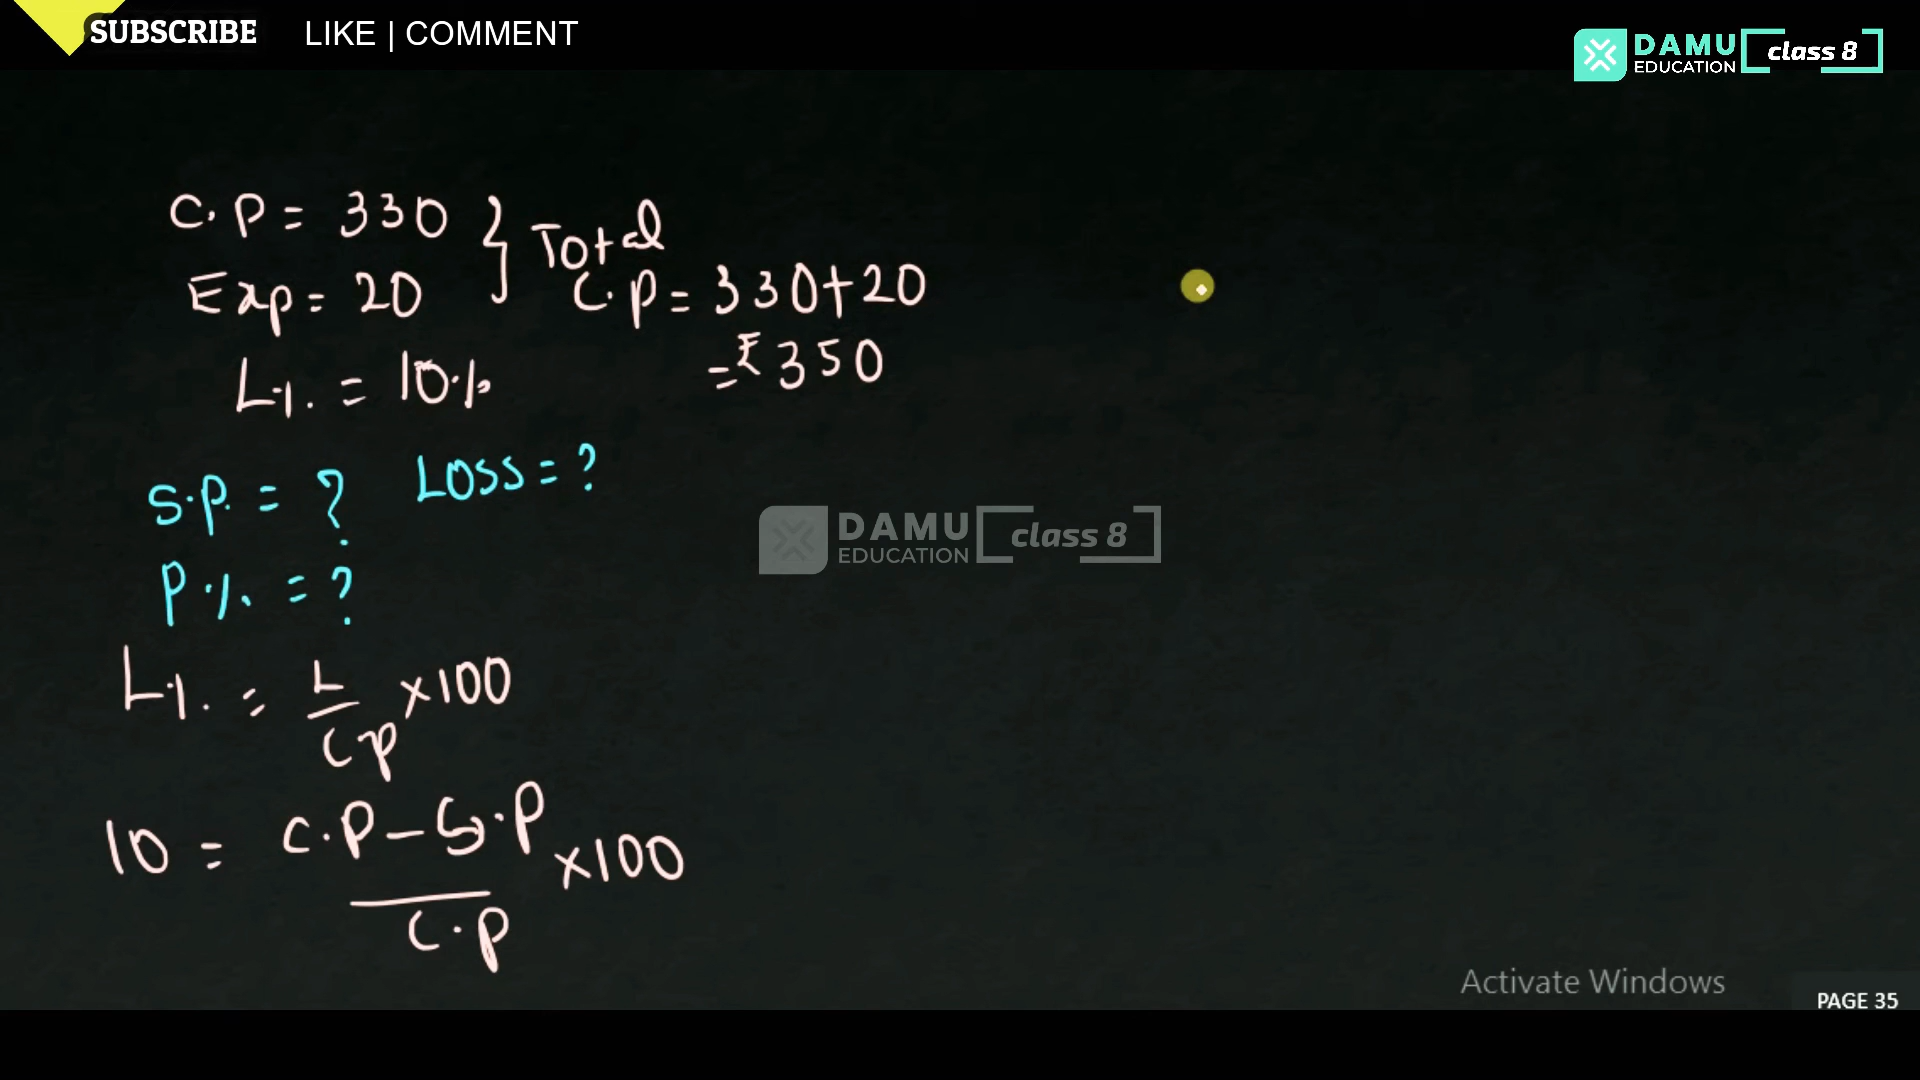 SUBSCRIBE LIKE | COMMENT
DAMU EDUCATION class 8
C.P = 330 } Total
Exp = 20 C.P = 330+20
L% = 10% = ₹350
S.P. = ? LOSS = ?
P% = ?
DAMU EDUCATION class 8
L% = L/CP ×100
10 = C.P-S.P/C.P ×100
Activate Windows
PAGE 35